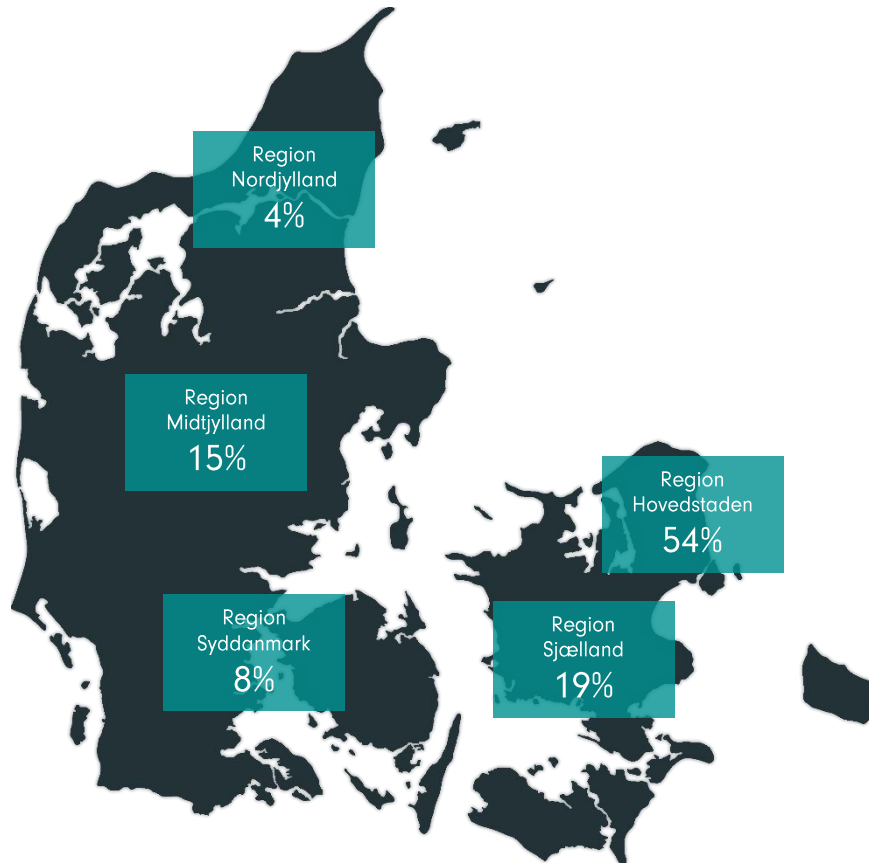 Region
Nordjylland
4%
Region
Midtjylland
15%
Region
Hovedstaden
54%
Region
Syddanmark
8%
Region
Sjælland
19%